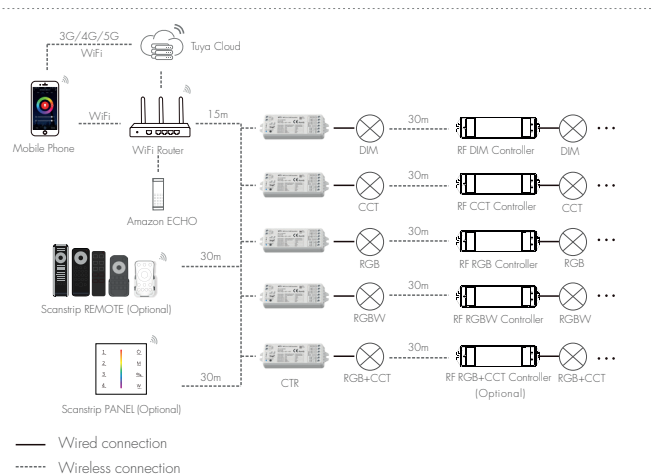 3G/4G/5G
WiFi
Tuya Cloud
WiFi
15m
Mobile Phone
WiFi Router
Amazon ECHO
30m
Scanstrip REMOTE (Optional)
30m
Scanstrip PANEL (Optional)
DIM
30m
RF DIM Controller
DIM
CCT
30m
RF CCT Controller
CCT
RGB
30m
RF RGB Controller
RGB
RGBW
30m
RF RGBW Controller
RGBW
CTR
RGB+CCT
30m
RF RGB+CCT Controller
(Optional)
RGB+CCT
Wired connection
Wireless connection